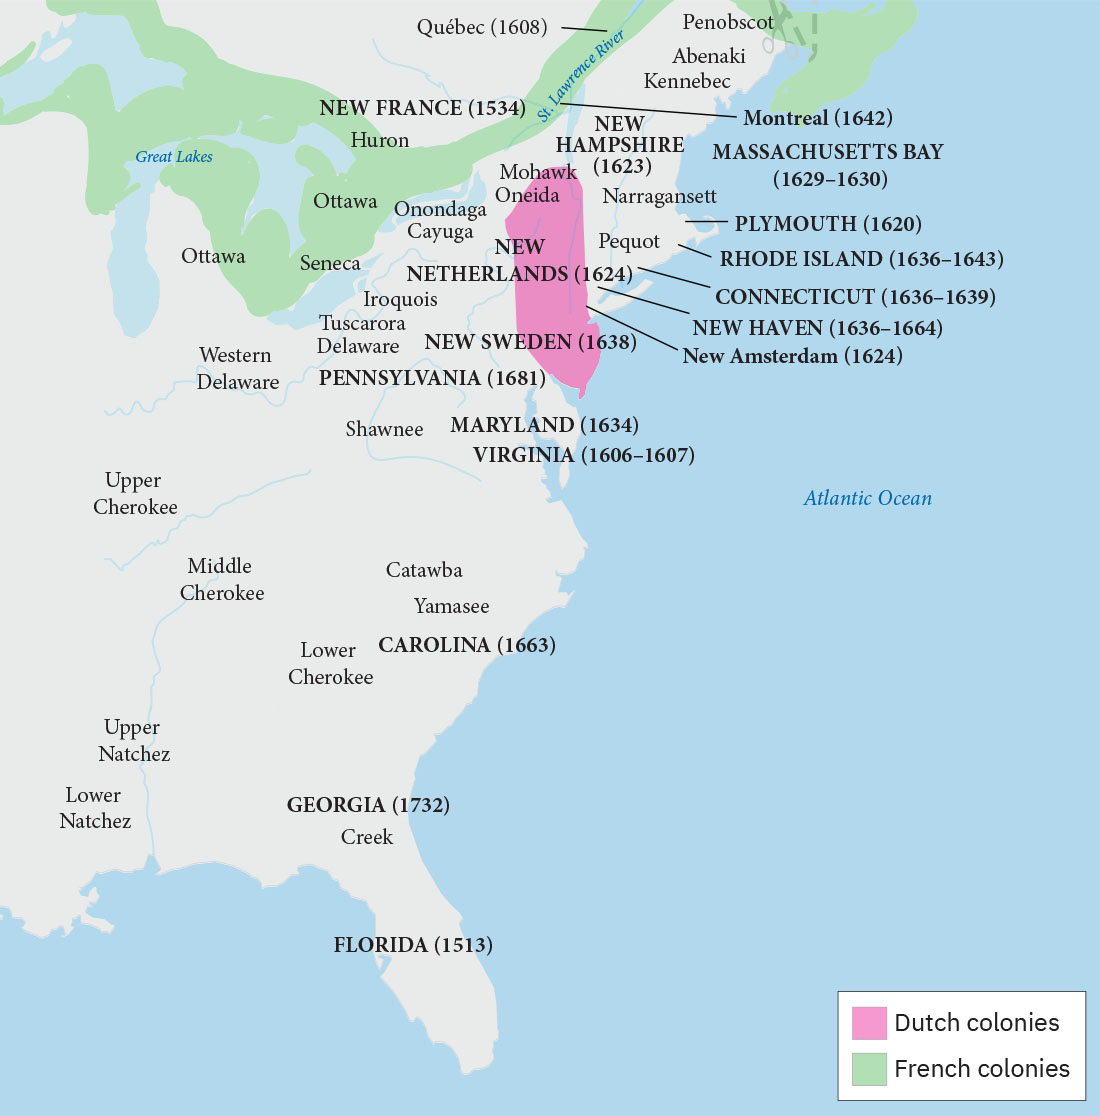 Québec (1608)
Penobscot
Abenaki
Kennebec
St. Lawrence River
NEW FRANCE (1534)
Montreal (1642)
NEW
HAMPSHIRE
(1623)
Huron
Great Lakes
MASSACHUSETTS BAY
(1629–1630)
Mohawk
Oneida
Narragansett
Ottawa
Onondaga
Cayuga
PLYMOUTH (1620)
Pequot
NEW
NETHERLANDS (1624)
Ottawa
Seneca
RHODE ISLAND (1636–1643)
Iroquois
CONNECTICUT (1636–1639)
Tuscarora
Delaware
NEW SWEDEN (1638)
NEW HAVEN (1636–1664)
New Amsterdam (1624)
Western
Delaware
PENNSYLVANIA (1681)
Shawnee
MARYLAND (1634)
VIRGINIA (1606–1607)
Upper
Cherokee
Atlantic Ocean
Middle
Cherokee
Catawba
Yamasee
Lower
Cherokee
CAROLINA (1663)
Upper
Natchez
Lower
Natchez
GEORGIA (1732)
Creek
FLORIDA (1513)
Dutch colonies
French colonies